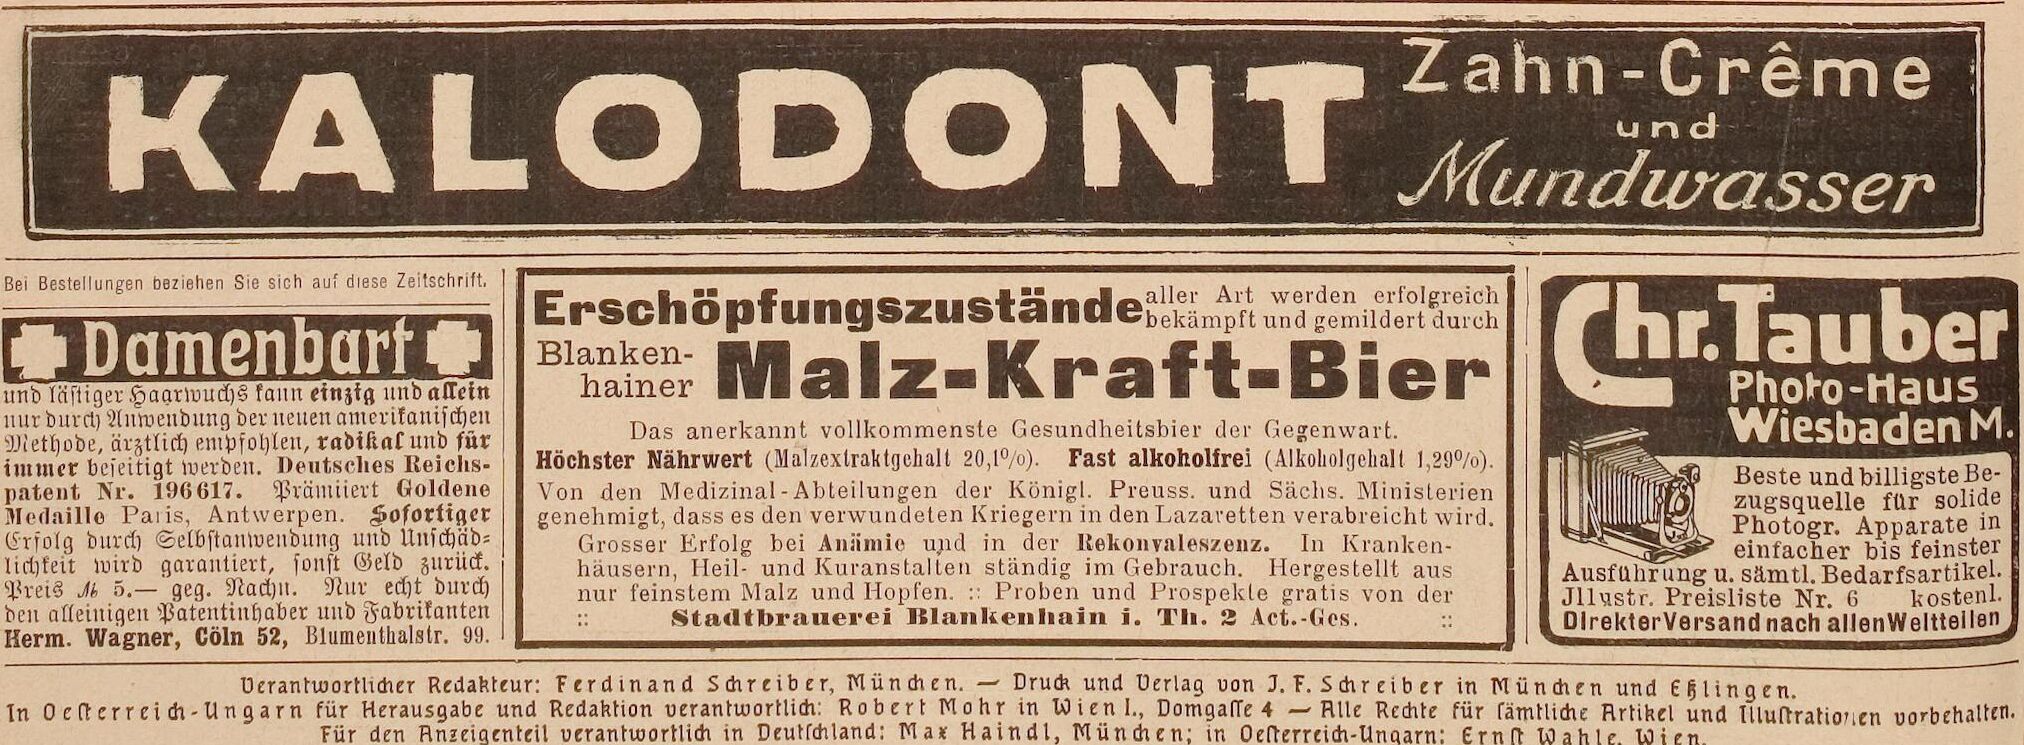 KALODONT
Zahn-Crême
und
Mundwasser
Bei Bestellungen beziehen Sie sich auf diese Zeitschrift.
Damenbart
und lästiger Haarwuchs kann einzig und allein
nur durch Anwendung der neuen amerikanischen
Methode, ärztlich empfohlen, radikal und für
immer beseitigt werden. Deutsches Reichs-
patent Nr. 196617. Prämiiert Goldene
Medaille Paris, Antwerpen. Sofortiger
Erfolg durch Selbstanwendung und Unschäd-
lichkeit wird garantiert, sonst Geld zurück.
Preis ℳ 5.— geg. Nachn. Nur echt durch
den alleinigen Patentinhaber und Fabrikanten
Herm. Wagner, Cöln 52, Blumenthalstr. 99.
Erschöpfungszustände aller Art werden erfolgreich
bekämpft und gemildert durch
Blanken-
hainer Malz-Kraft-Bier
Das anerkannt vollkommenste Gesundheitsbier der Gegenwart.
Höchster Nährwert (Malzextraktgehalt 20,1%). Fast alkoholfrei (Alkoholgehalt 1,29%).
Von den Medizinal-Abteilungen der Königl. Preuss. und Sächs. Ministerien
genehmigt, dass es den verwundeten Kriegern in den Lazaretten verabreicht wird.
Grosser Erfolg bei Anämie und in der Rekonvaleszenz. In Kranken-
häusern, Heil- und Kuranstalten ständig im Gebrauch. Hergestellt aus
nur feinstem Malz und Hopfen. :: Proben und Prospekte gratis von der
:: Stadtbrauerei Blankenhain i. Th. 2 Act.-Ges. ::
Chr. Tauber
Photo-Haus
Wiesbaden M.
Beste und billigste Be-
zugsquelle für solide
Photogr. Apparate in
einfacher bis feinster
Ausführung u. sämtl. Bedarfsartikel.
Jllustr. Preisliste Nr. 6 kostenl.
Direkter Versand nach allen Weltteilen
Verantwortlicher Redakteur: Ferdinand Schreiber, München. — Druck und Verlag von J. F. Schreiber in München und Eßlingen.
In Oesterreich-Ungarn für Herausgabe und Redaktion verantwortlich: Robert Mohr in Wien I., Domgasse 4 — Alle Rechte für sämtliche Artikel und Illustrationen vorbehalten.
Für den Anzeigenteil verantwortlich in Deutschland: Max Haindl, München; in Oesterreich-Ungarn: Ernst Wahle, Wien.